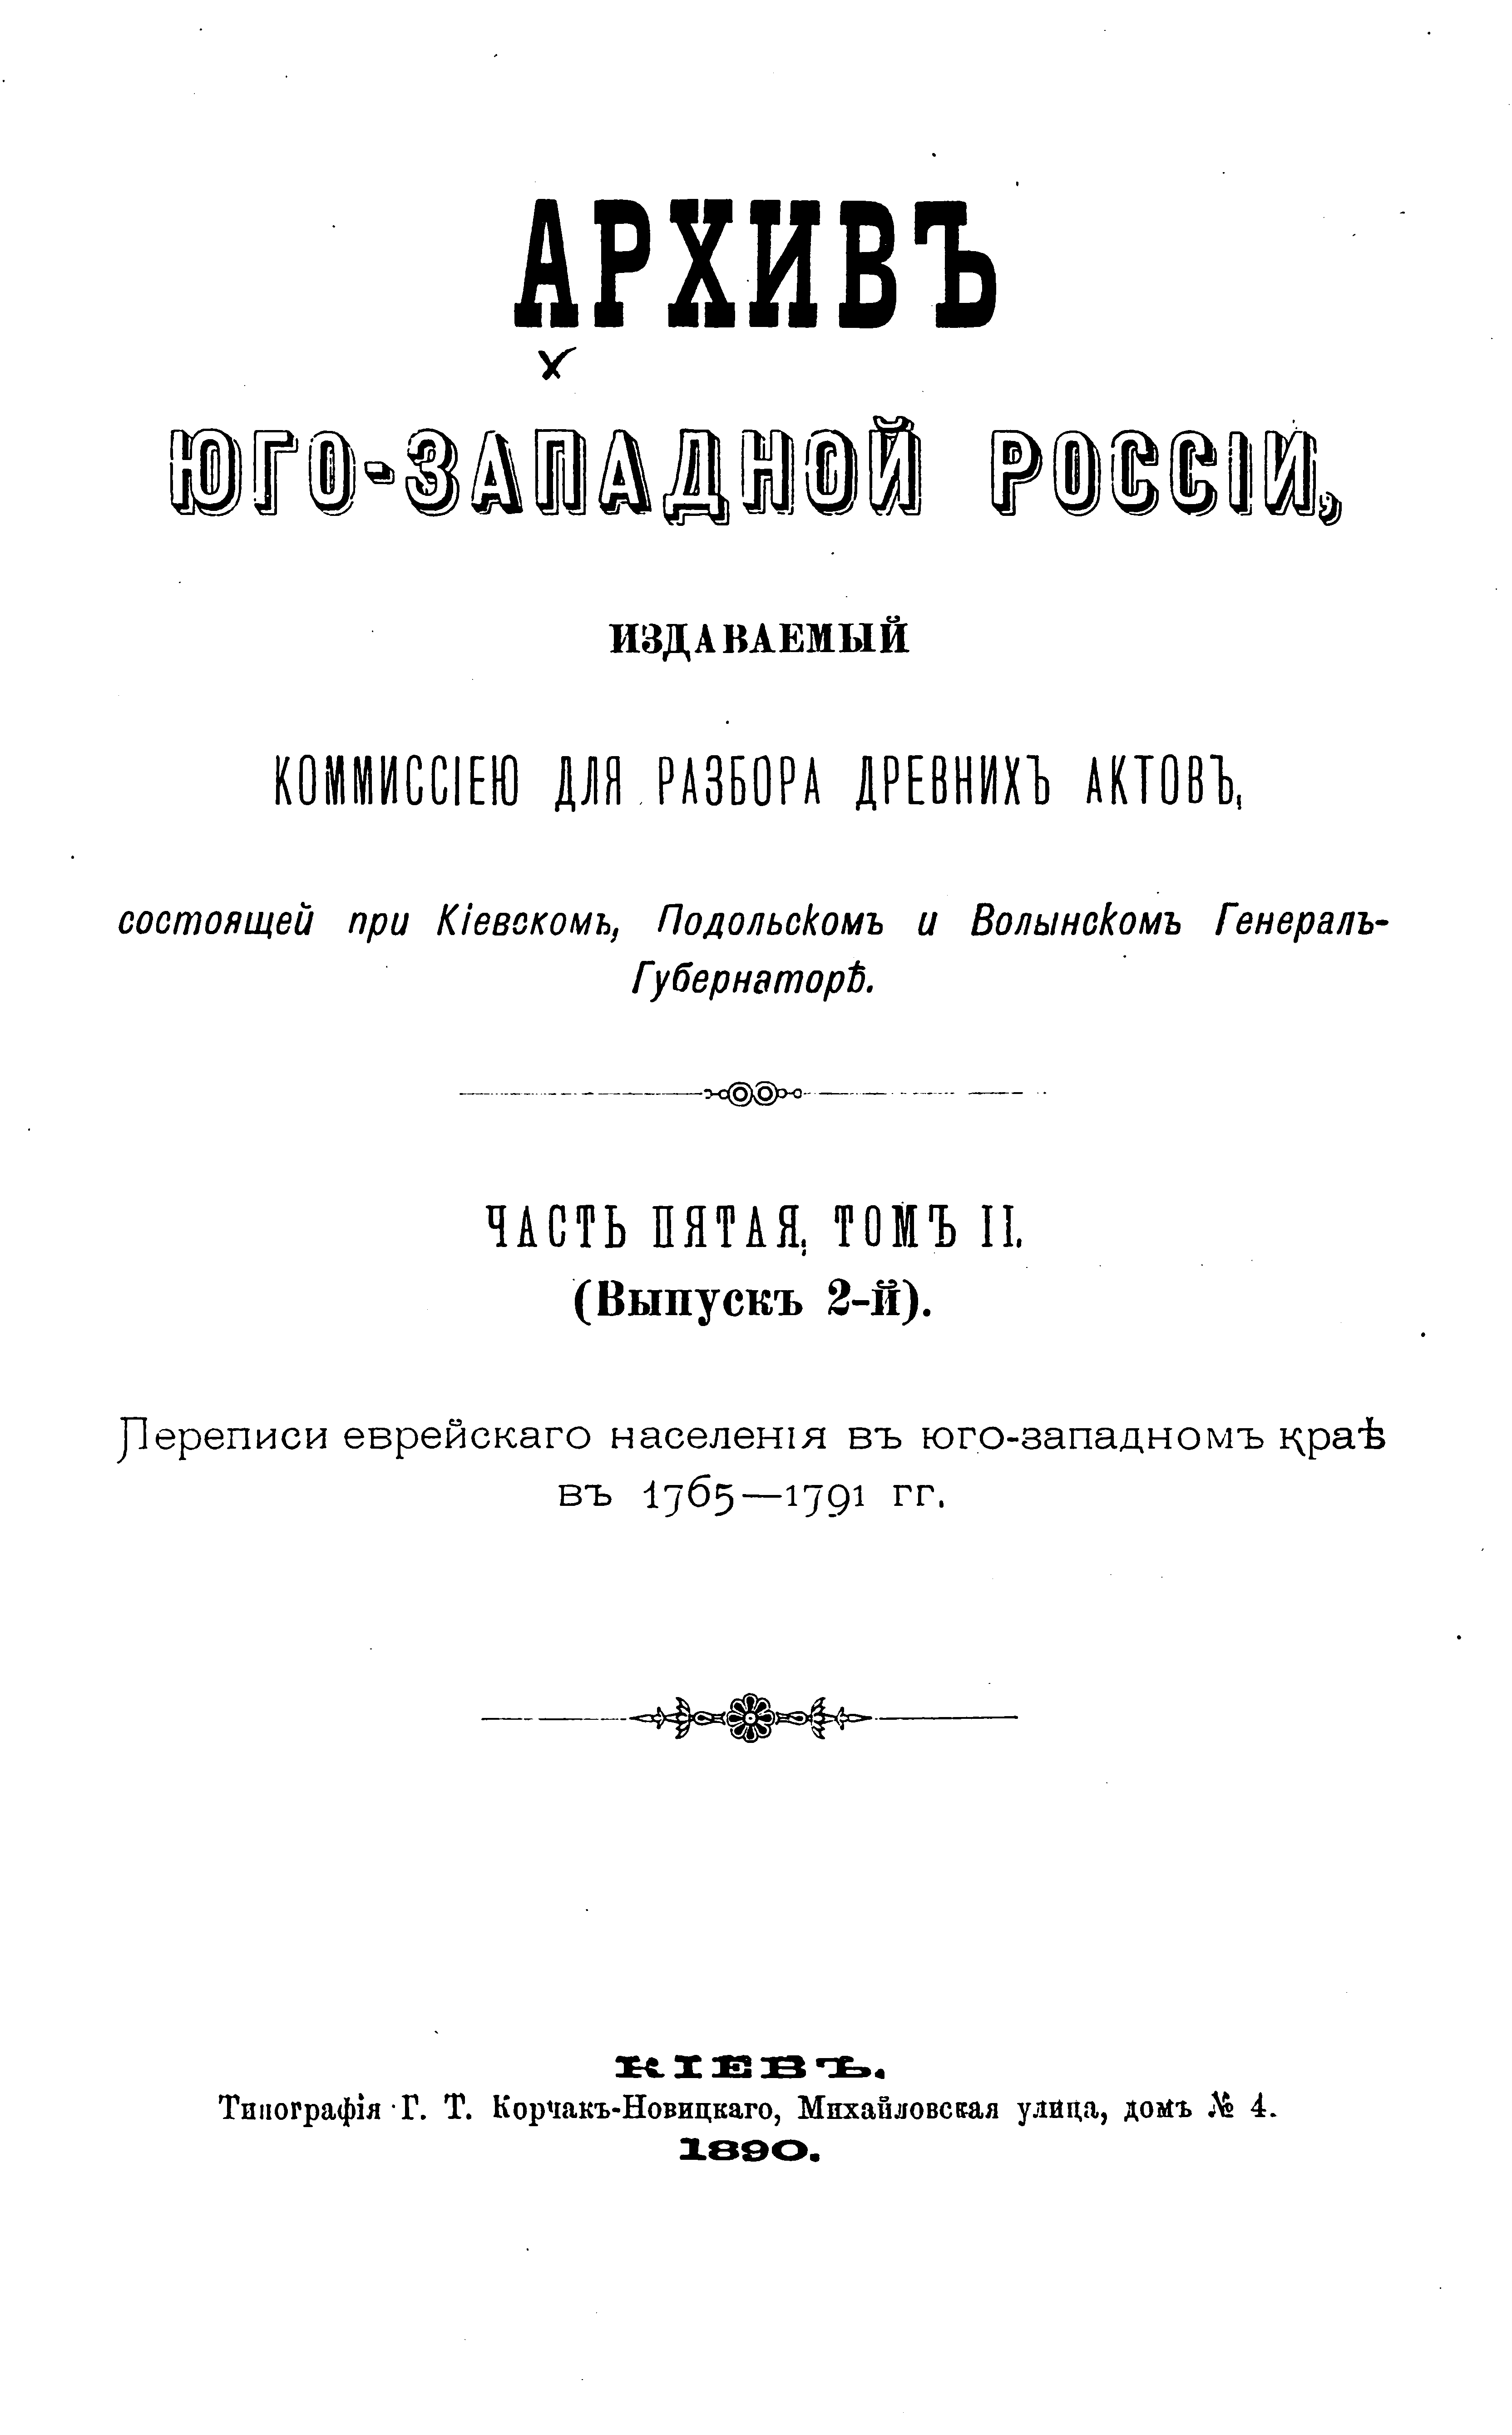 АРХИВЪ
ЮГО-ЗАПАДНОЙ РОССІИ,
ИЗДАВАЕМЫЙ
КОММИССІЕЮ ДЛЯ РАЗБОРА ДРЕВНИХЪ АКТОВЪ,
состоящей при Кіевскомъ, Подольскомъ и Волынскомъ Генералъ-
Губернаторѣ.
ЧАСТЬ ПЯТАЯ, ТОМЪ II.
(Выпускъ 2-й).
Переписи еврейскаго населенія въ юго-западномъ краѣ
въ 1765—1791 гг.
КІЕВЪ.
Типографія Г. Т. Корчакъ-Новицкаго, Михайловская улица, домъ № 4.
1890.